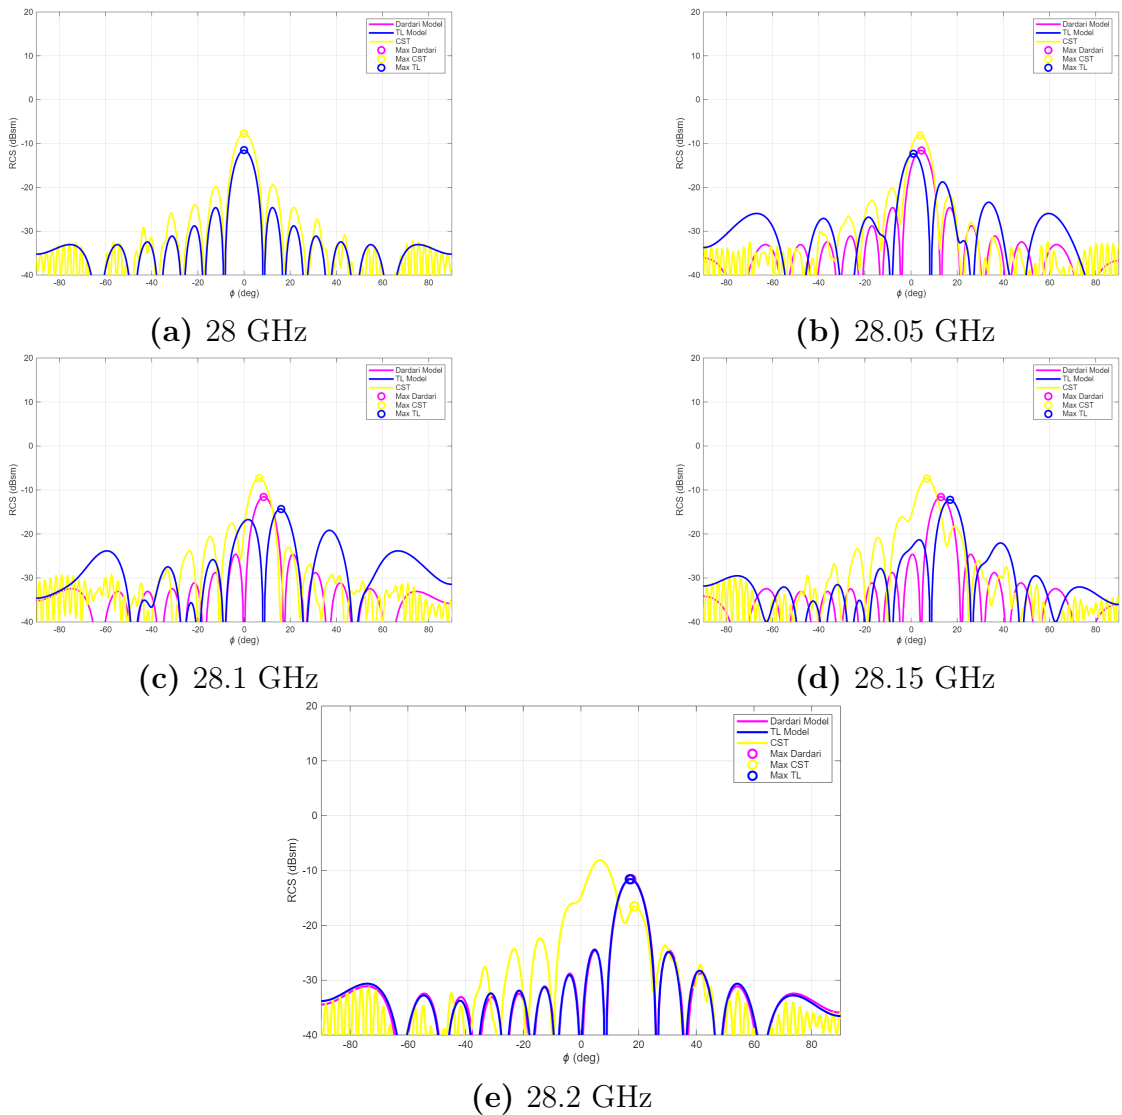 20
10
0
-10
-20
-30
-40
RCS (dBsm)
-80 -60 -40 -20 0 20 40 60 80
ϕ (deg)
Dardari Model
TL Model
CST
Max Dardari
Max CST
Max TL
(a) 28 GHz
20
10
0
-10
-20
-30
-40
RCS (dBsm)
-80 -60 -40 -20 0 20 40 60 80
ϕ (deg)
Dardari Model
TL Model
CST
Max Dardari
Max CST
Max TL
(b) 28.05 GHz
20
10
0
-10
-20
-30
-40
RCS (dBsm)
-80 -60 -40 -20 0 20 40 60 80
ϕ (deg)
Dardari Model
TL Model
CST
Max Dardari
Max CST
Max TL
(c) 28.1 GHz
20
10
0
-10
-20
-30
-40
RCS (dBsm)
-80 -60 -40 -20 0 20 40 60 80
ϕ (deg)
Dardari Model
TL Model
CST
Max Dardari
Max CST
Max TL
(d) 28.15 GHz
20
10
0
-10
-20
-30
-40
RCS (dBsm)
-80 -60 -40 -20 0 20 40 60 80
ϕ (deg)
Dardari Model
TL Model
CST
Max Dardari
Max CST
Max TL
(e) 28.2 GHz